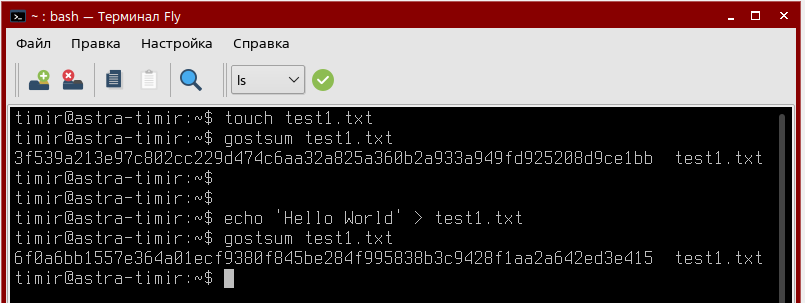 ~ : bash — Терминал Fly
Файл Правка Настройка Справка
ls
timir@astra-timir:~$ touch test1.txt
timir@astra-timir:~$ gostsum test1.txt
3f539a213e97c802cc229d474c6aa32a825a360b2a933a949fd925208d9ce1bb  test1.txt
timir@astra-timir:~$
timir@astra-timir:~$
timir@astra-timir:~$ echo 'Hello World' > test1.txt
timir@astra-timir:~$ gostsum test1.txt
6f0a6bb1557e364a01ecf9380f845be284f995838b3c9428f1aa2a642ed3e415  test1.txt
timir@astra-timir:~$